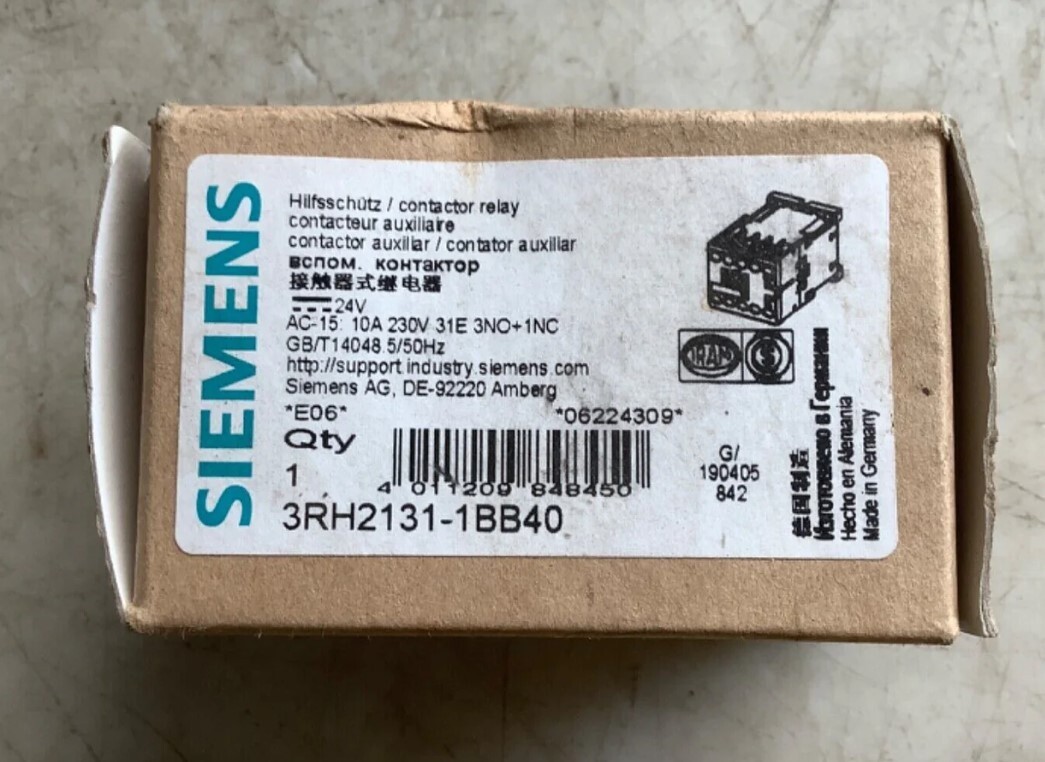 SIEMENS
Hilfsschütz / contactor relay
contacteur auxiliaire
contactor auxiliar / contator auxiliar
вспом. контактор
接触器式继电器
24V
AC-15: 10A 230V 31E 3NO+1NC
GB/T14048.5/50Hz
http://support.industry.siemens.com
Siemens AG, DE-92220 Amberg
*E06* *06224309*
Qty
1
4 011209 848450
3RH2131-1BB40
G/
190405
842
德国制造
Изготовлено в Германии
Hecho en Alemania
Made in Germany